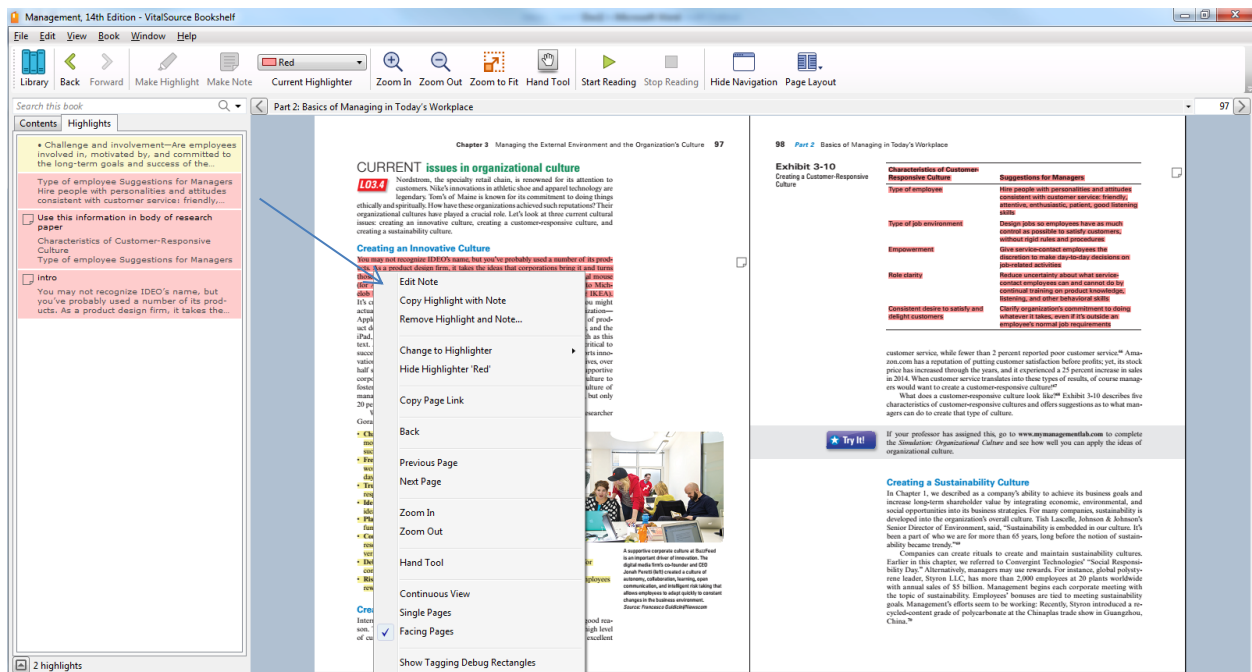 Management, 14th Edition - VitalSource Bookshelf
File Edit View Book Window Help
Red
Library Back Forward Make Highlight Make Note Current Highlighter Zoom In Zoom Out Zoom to Fit Hand Tool Start Reading Stop Reading Hide Navigation Page Layout
Search this book
Part 2: Basics of Managing in Today's Workplace
97
Contents Highlights
• Challenge and involvement—Are employees
involved in, motivated by, and committed to
the long-term goals and success of the...
Type of employee Suggestions for Managers
Hire people with personalities and attitudes
consistent with customer service: friendly,...
Use this information in body of research
paper
Characteristics of Customer-Responsive
Culture
Type of employee Suggestions for Managers
intro
You may not recognize IDEO's name, but
you've probably used a number of its prod-
ucts. As a product design firm, it takes the...
2 highlights
Chapter 3 Managing the External Environment and the Organization's Culture 97
CURRENT issues in organizational culture
LO3.4
Nordstrom, the specialty retail chain, is renowned for its attention to
customers. Nike's innovations in athletic shoe and apparel technology are
legendary. Tom's of Maine is known for its commitment to doing things
ethically and spiritually. How have these organizations achieved such reputations? Their
organizational cultures have played a crucial role. Let's look at three current cultural
issues: creating an innovative culture, creating a customer-responsive culture, and
creating a sustainability culture.
Creating an Innovative Culture
You may not recognize IDEO's name, but you've probably used a number of its prod-
ucts. As a product design firm, it takes the ideas that corporations bring it and turns
Edit Note
Copy Highlight with Note
Remove Highlight and Note...
Change to Highlighter
Hide Highlighter 'Red'
Copy Page Link
Back
Previous Page
Next Page
Zoom In
Zoom Out
Hand Tool
Continuous View
Single Pages
Facing Pages
Show Tagging Debug Rectangles
A supportive corporate culture at BuzzFeed
is an important driver of innovation. The
digital media firm's co-founder and CEO
Jonah Peretti (left) created a culture of
autonomy, collaboration, learning, open
communication, and intelligent risk taking that
allows employees to adapt quickly to constant
changes in the business environment.
98 Part 2 Basics of Managing in Today's Workplace
Exhibit 3-10
Creating a Customer-Responsive
Culture
Characteristics of Customer-
Responsive Culture Suggestions for Managers
Type of employee Hire people with personalities and attitudes
consistent with customer service: friendly,
attentive, enthusiastic, patient, good listening
skills
Type of job environment Design jobs so employees have as much
control as possible to satisfy customers,
without rigid rules and procedures
Empowerment Give service-contact employees the
discretion to make day-to-day decisions on
job-related activities
Role clarity Reduce uncertainty about what service-
contact employees can and cannot do by
continual training on product knowledge,
listening, and other behavioral skills
Consistent desire to satisfy and Clarify organization's commitment to doing
delight customers whatever it takes, even if it's outside an
employee's normal job requirements
customer service, while fewer than 2 percent reported poor customer service.⁶⁶ Ama-
zon.com has a reputation of putting customer satisfaction before profits; yet, its stock
price has increased through the years, and it experienced a 25 percent increase in sales
in 2014. When customer service translates into these types of results, of course manag-
ers would want to create a customer-responsive culture!⁶⁷
What does a customer-responsive culture look like?⁶⁸ Exhibit 3-10 describes five
characteristics of customer-responsive cultures and offers suggestions as to what man-
agers can do to create that type of culture.
Try It!
If your professor has assigned this, go to www.mymanagementlab.com to complete
the Simulation: Organizational Culture and see how well you can apply the ideas of
organizational culture.
Creating a Sustainability Culture
In Chapter 1, we described as a company's ability to achieve its business goals and
increase long-term shareholder value by integrating economic, environmental, and
social opportunities into its business strategies. For many companies, sustainability is
developed into the organization's overall culture. Tish Lascelle, Johnson & Johnson's
Senior Director of Environment, said, "Sustainability is embedded in our culture. It's
been a part of who we are for more than 65 years, long before the notion of sustain-
ability became trendy."⁶⁹
Companies can create rituals to create and maintain sustainability cultures.
Earlier in this chapter, we referred to Convergint Technologies' "Social Responsi-
bility Day." Alternatively, managers may use rewards. For instance, global polysty-
rene leader, Styron LLC, has more than 2,000 employees at 20 plants worldwide
with annual sales of $5 billion. Management begins each corporate meeting with
the topic of sustainability. Employees' bonuses are tied to meeting sustainability
goals. Management's efforts seem to be working: Recently, Styron introduced a re-
cycled-content grade of polycarbonate at the Chinaplas trade show in Guangzhou,
China.⁷⁰